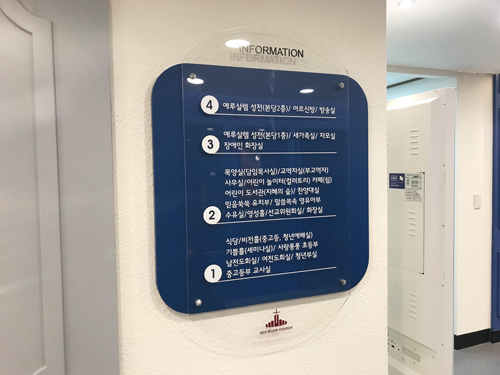 INFORMATION
4 예루살렘 성전(본당2층)/ 어르신방/ 방송실
3 예루살렘 성전(본당1층)/ 새가족실/ 자모실
장애인 화장실
목양실(담임목사실)/교역자실(부교역자)
사무실/어린이 놀이터(컬러트리) 카페(쉼)
어린이 도서관(지혜의 숲)/ 찬양대실
믿음쑥쑥 유치부/ 말씀쏙쏙 영유아부
2 수유실/영성홀/선교위원회실/ 화장실
식당/비전홀(중고등, 청년예배실)
기쁨홀(세미나실)/ 사랑퐁퐁 초등부
남전도회실/ 여전도회실/ 청년부실
1 중고등부 교사실